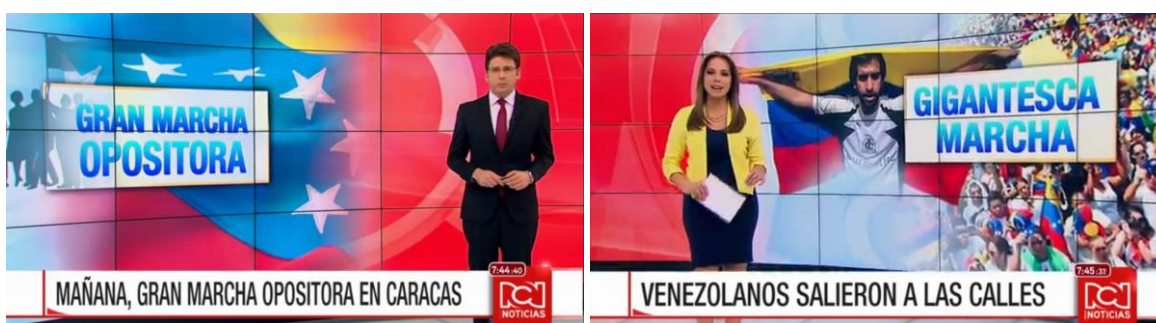 GRAN MARCHA
OPOSITORA
7:44:40
MAÑANA, GRAN MARCHA OPOSITORA EN CARACAS
RCN
NOTICIAS
GIGANTESCA
MARCHA
7:45:37
VENEZOLANOS SALIERON A LAS CALLES
RCN
NOTICIAS